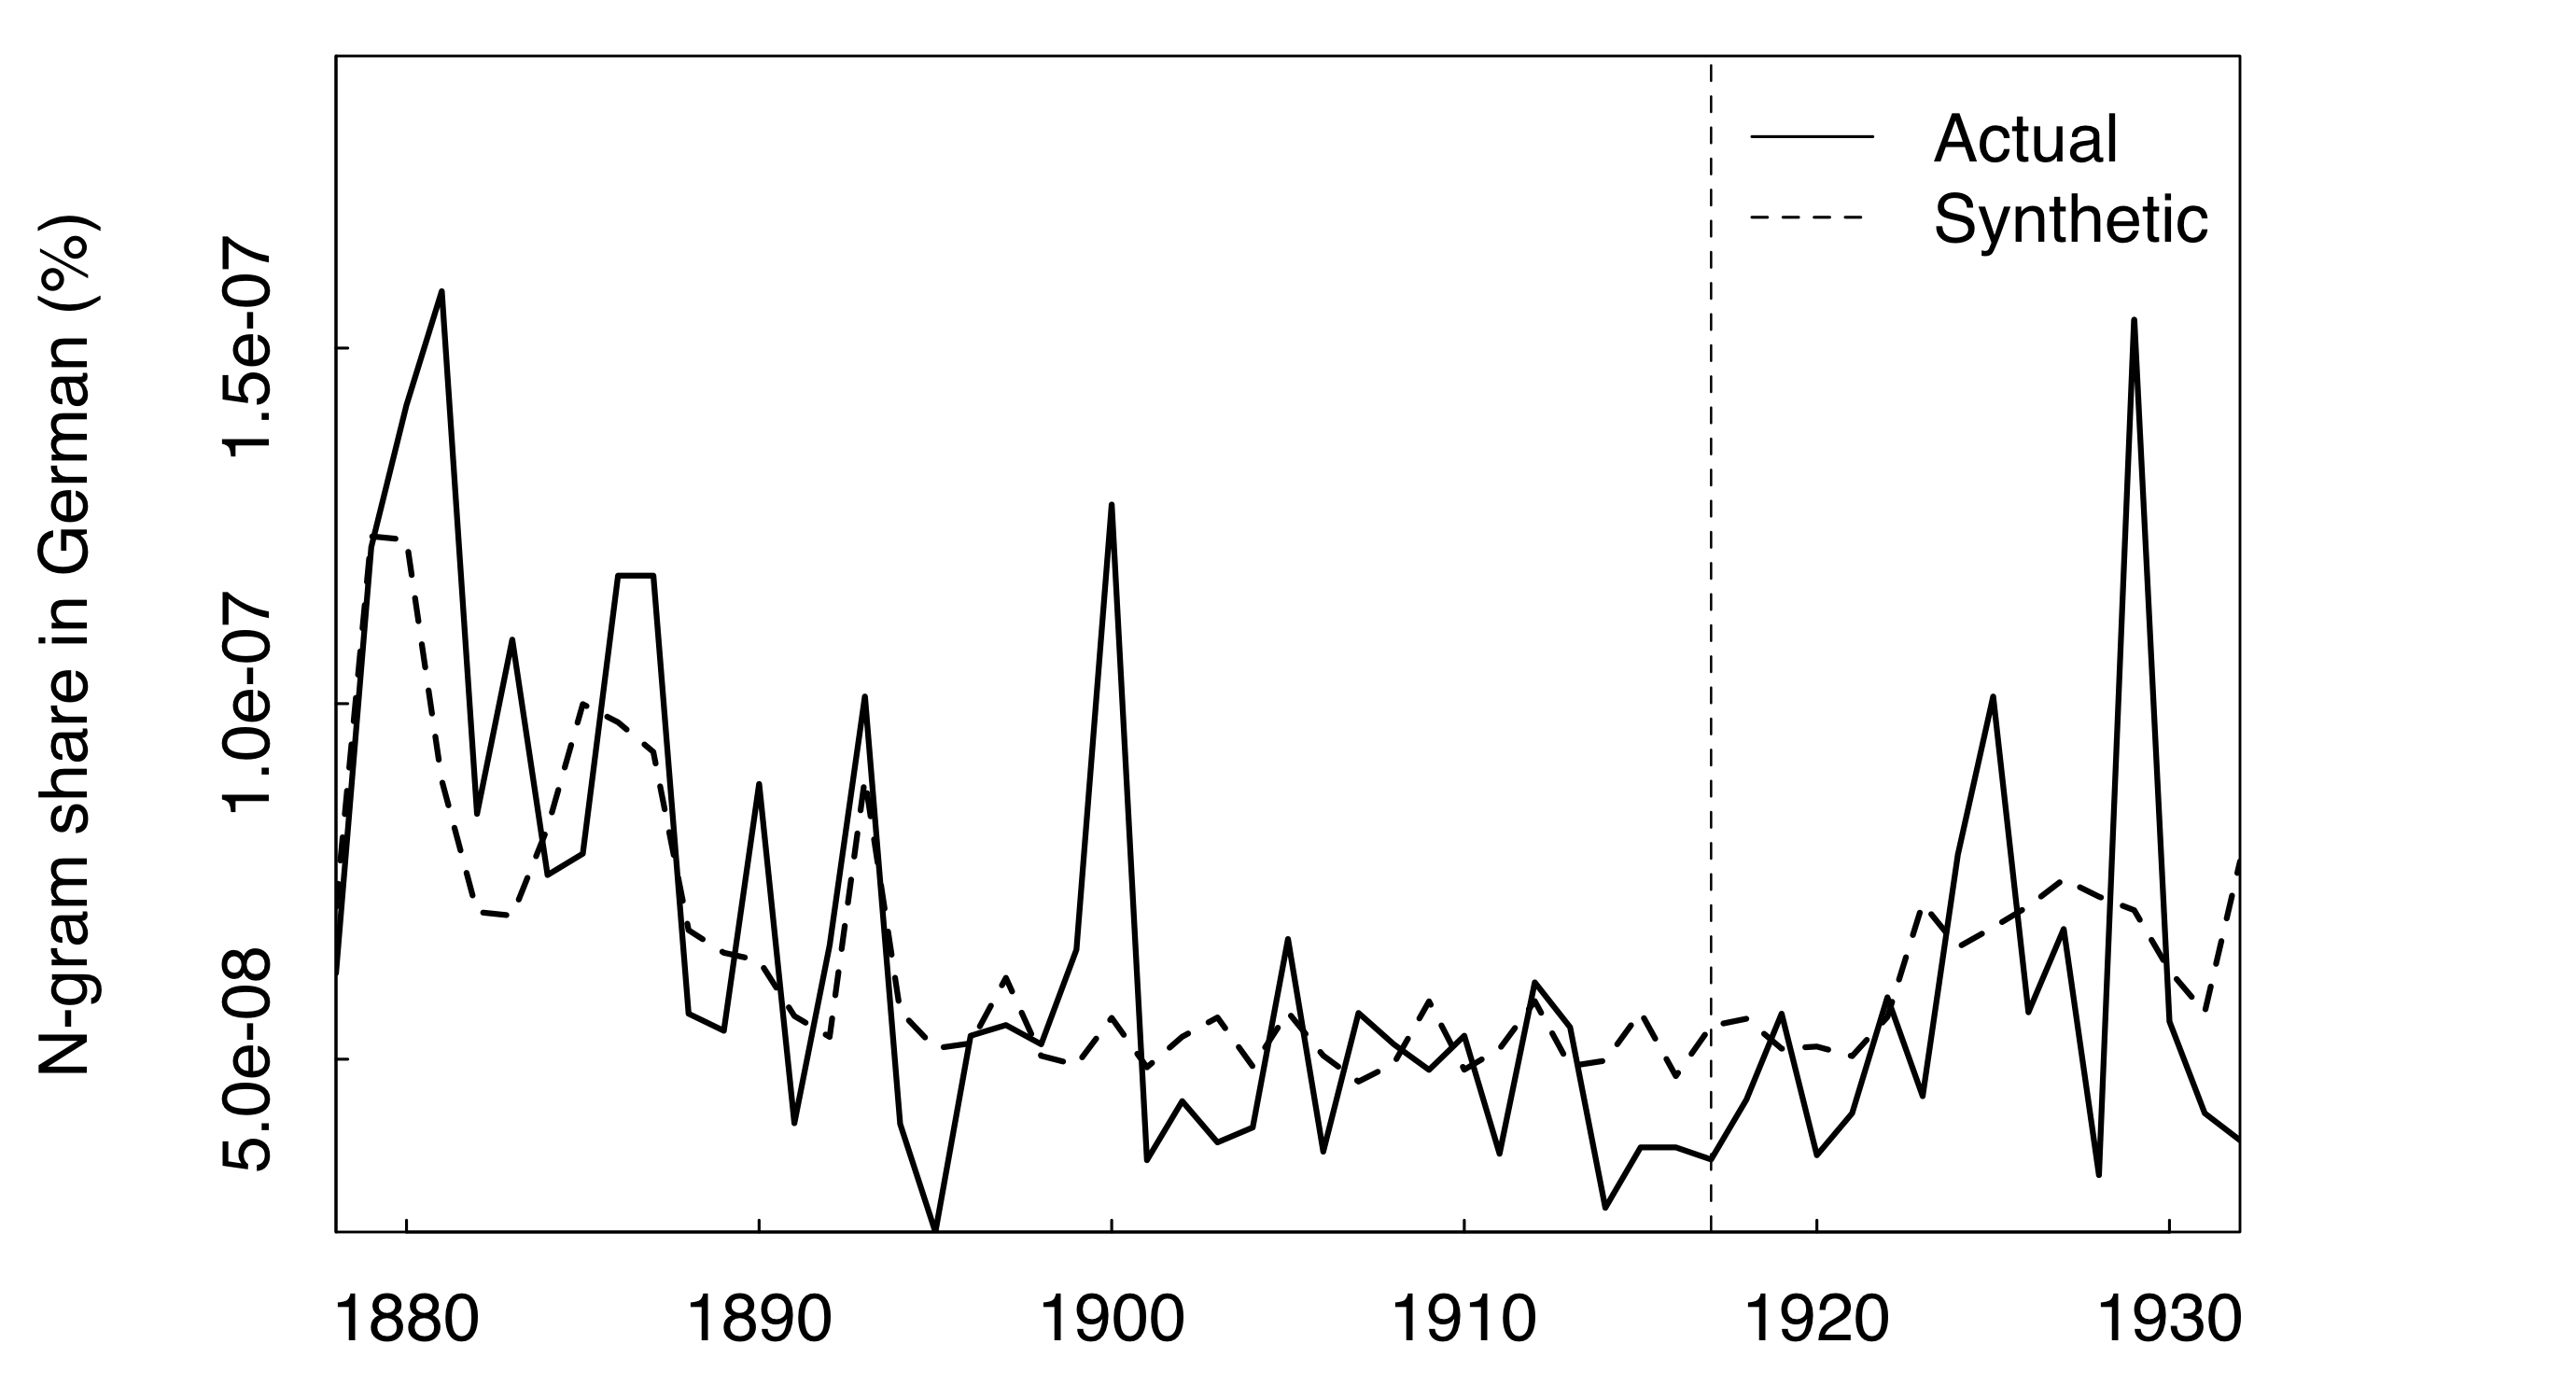 Actual
Synthetic
N-gram share in German (%)
1.5e-07
1.0e-07
5.0e-08
1880 1890 1900 1910 1920 1930